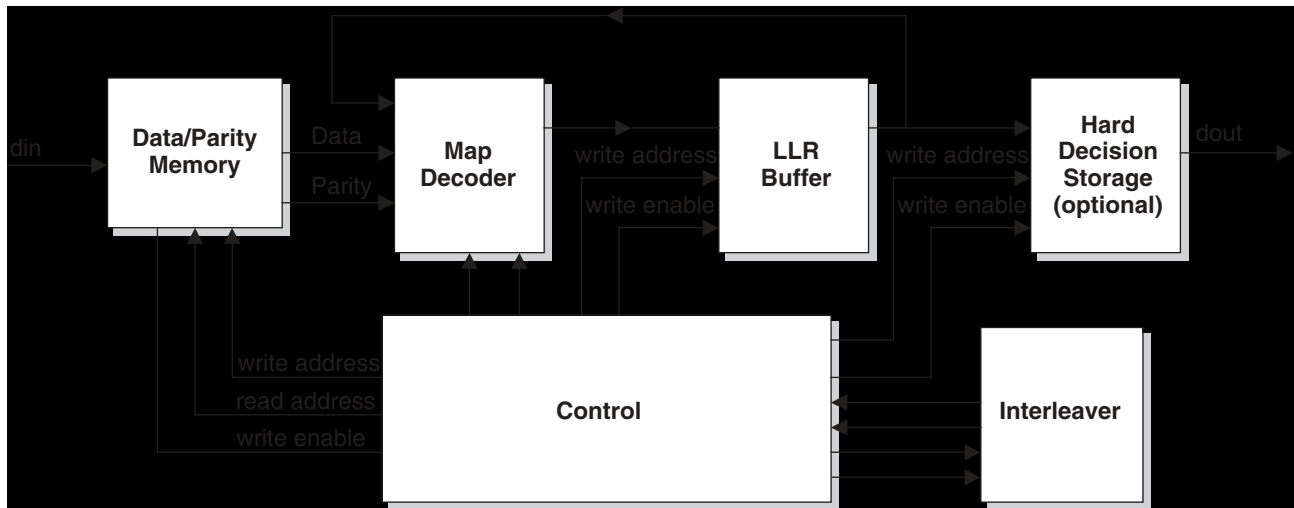 din
Data/Parity
Memory
Data
Parity
Map
Decoder
write address
write enable
LLR
Buffer
write address
write enable
Hard
Decision
Storage
(optional)
dout
write address
read address
write enable
Control
Interleaver